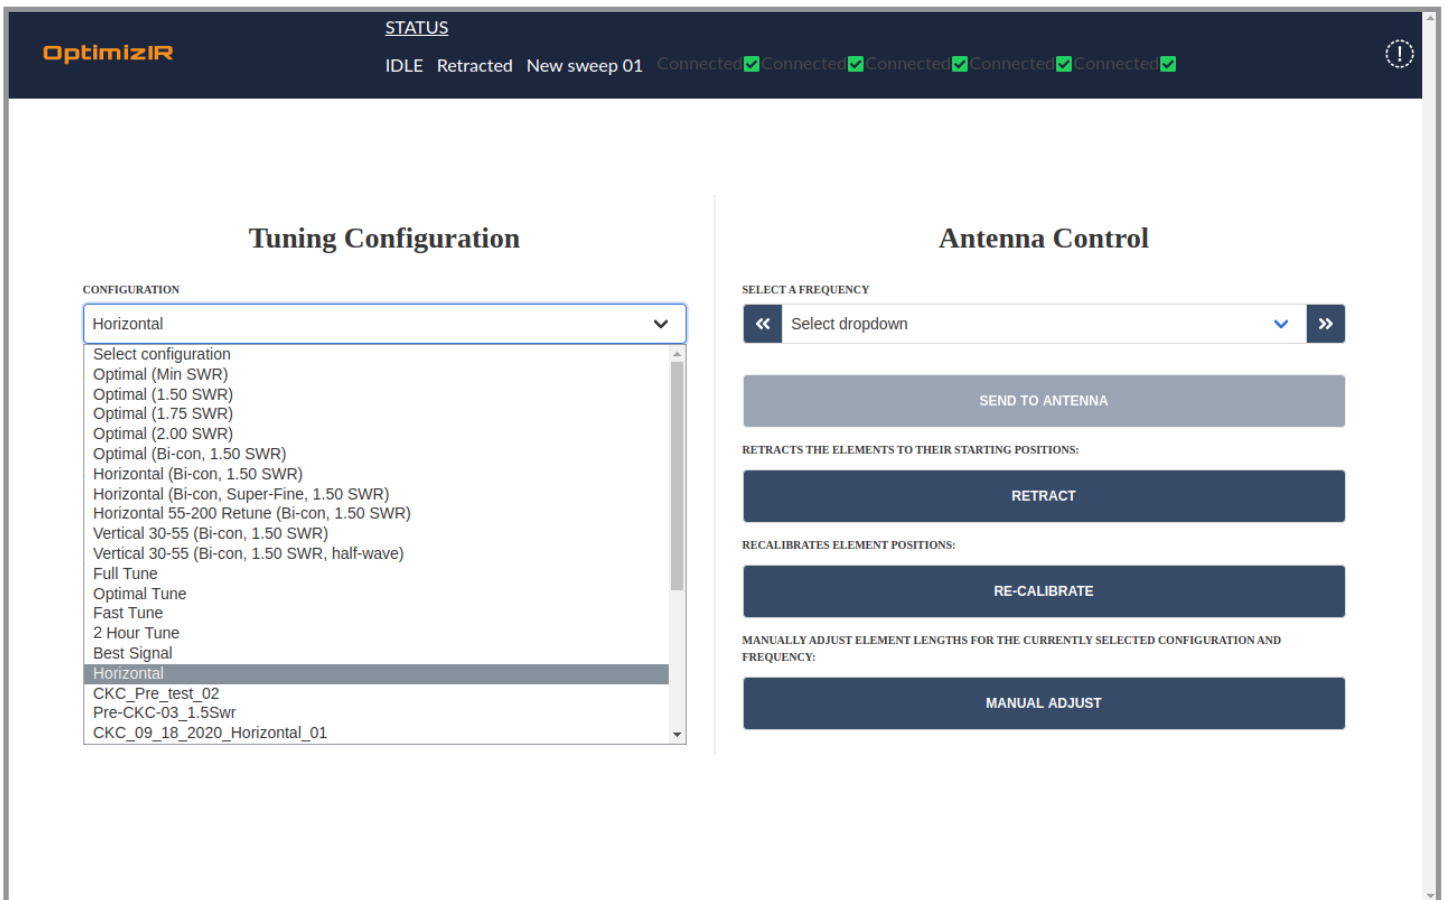 OptimizIR
STATUS
IDLE Retracted New sweep 01 Connected Connected Connected Connected Connected
Tuning Configuration
CONFIGURATION
Horizontal
Select configuration
Optimal (Min SWR)
Optimal (1.50 SWR)
Optimal (1.75 SWR)
Optimal (2.00 SWR)
Optimal (Bi-con, 1.50 SWR)
Horizontal (Bi-con, 1.50 SWR)
Horizontal (Bi-con, Super-Fine, 1.50 SWR)
Horizontal 55-200 Retune (Bi-con, 1.50 SWR)
Vertical 30-55 (Bi-con, 1.50 SWR)
Vertical 30-55 (Bi-con, 1.50 SWR, half-wave)
Full Tune
Optimal Tune
Fast Tune
2 Hour Tune
Best Signal
Horizontal
CKC_Pre_test_02
Pre-CKC-03_1.5Swr
CKC_09_18_2020_Horizontal_01
Antenna Control
SELECT A FREQUENCY
Select dropdown
SEND TO ANTENNA
RETRACTS THE ELEMENTS TO THEIR STARTING POSITIONS:
RETRACT
RECALIBRATES ELEMENT POSITIONS:
RE-CALIBRATE
MANUALLY ADJUST ELEMENT LENGTHS FOR THE CURRENTLY SELECTED CONFIGURATION AND
FREQUENCY:
MANUAL ADJUST